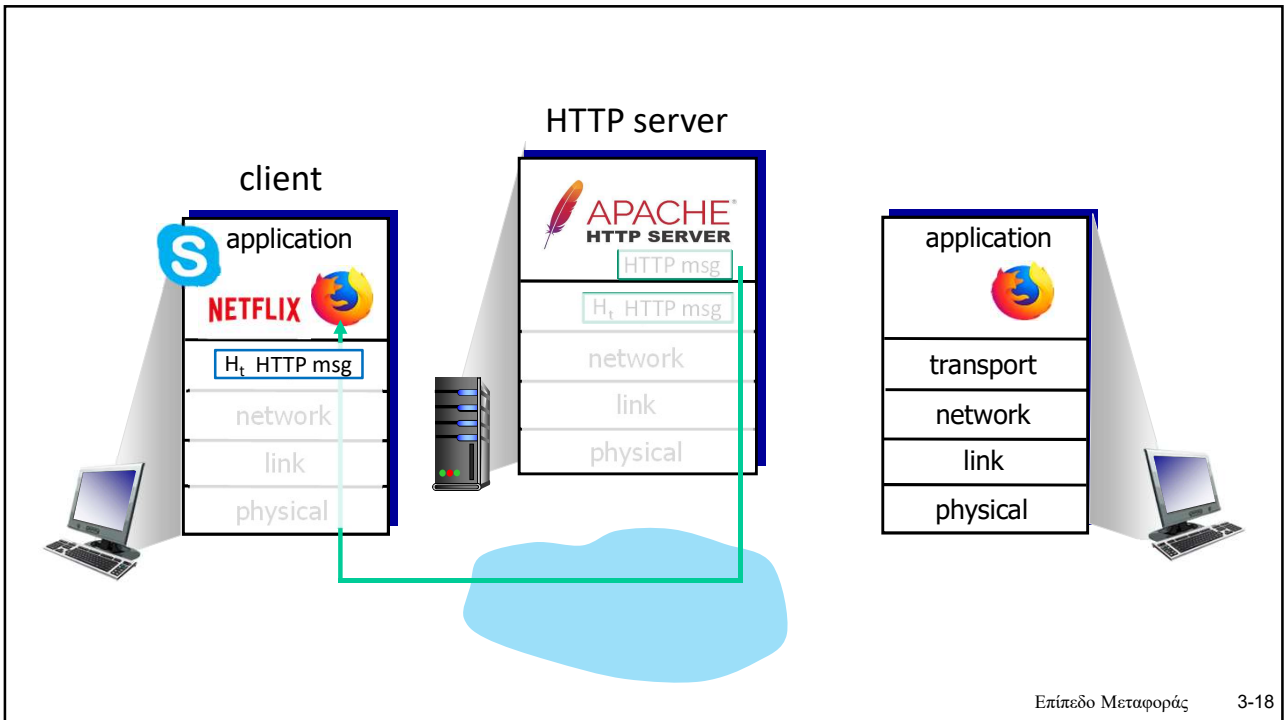 HTTP server
client
APACHE®
HTTP SERVER
HTTP msg
Hₜ HTTP msg
network
link
physical
S
application
NETFLIX
Hₜ HTTP msg
network
link
physical
application
transport
network
link
physical
Επίπεδο Μεταφοράς 3-18